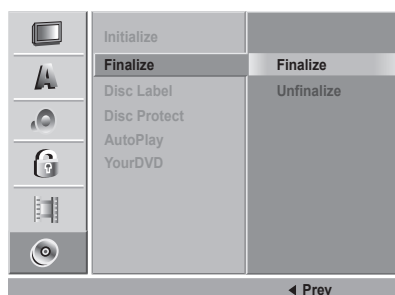 Initialize
Finalize
Disc Label
Disc Protect
AutoPlay
YourDVD
Finalize
Unfinalize
◀ Prev